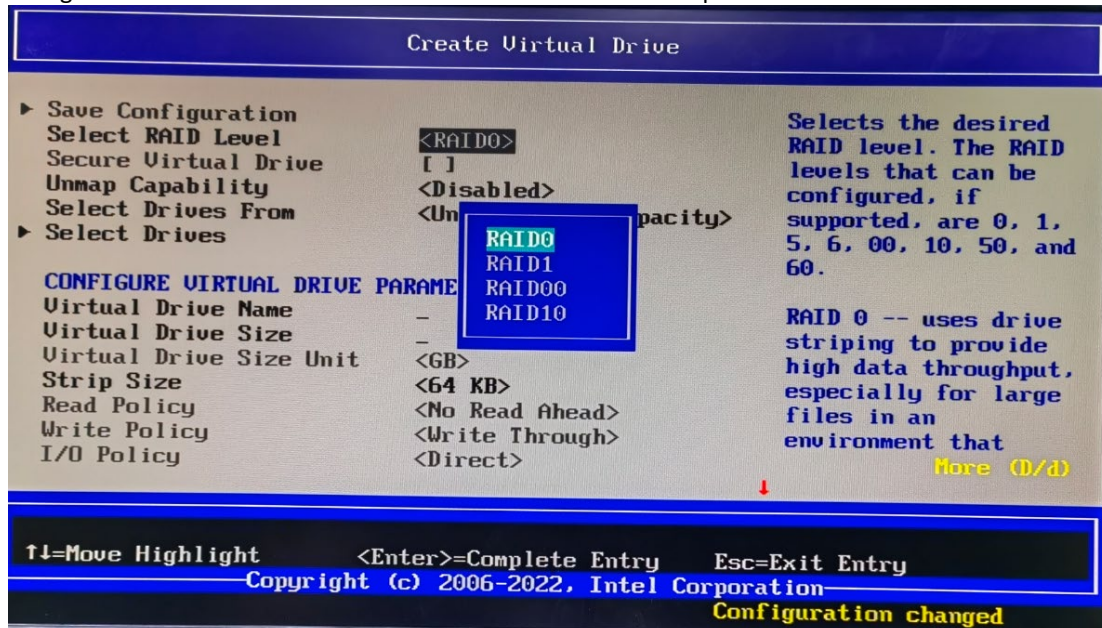 Create Virtual Drive
▶ Save Configuration
Select RAID Level <RAID0>
Secure Virtual Drive [ ]
Unmap Capability <Disabled>
Select Drives From <Un pacity>
▶ Select Drives
CONFIGURE VIRTUAL DRIVE PARAME
Virtual Drive Name _
Virtual Drive Size _
Virtual Drive Size Unit <GB>
Strip Size <64 KB>
Read Policy <No Read Ahead>
Write Policy <Write Through>
I/O Policy <Direct>
RAID0
RAID1
RAID00
RAID10
Selects the desired
RAID level. The RAID
levels that can be
configured, if
supported, are 0, 1,
5, 6, 00, 10, 50, and
60.
RAID 0 -- uses drive
striping to provide
high data throughput,
especially for large
files in an
environment that
More (D/d)
↓
↑↓=Move Highlight <Enter>=Complete Entry Esc=Exit Entry
Copyright (c) 2006-2022, Intel Corporation
Configuration changed